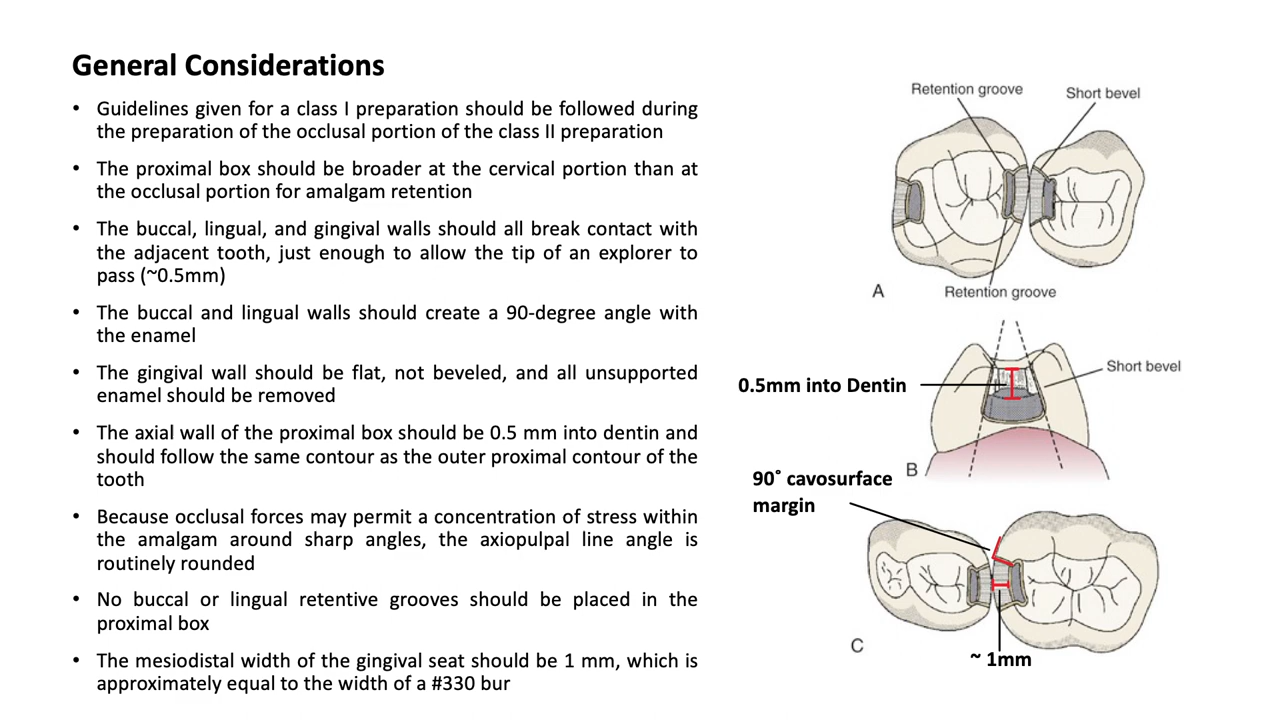 General Considerations
• Guidelines given for a class I preparation should be followed during
the preparation of the occlusal portion of the class II preparation
• The proximal box should be broader at the cervical portion than at
the occlusal portion for amalgam retention
• The buccal, lingual, and gingival walls should all break contact with
the adjacent tooth, just enough to allow the tip of an explorer to
pass (~0.5mm)
• The buccal and lingual walls should create a 90-degree angle with
the enamel
• The gingival wall should be flat, not beveled, and all unsupported
enamel should be removed
• The axial wall of the proximal box should be 0.5 mm into dentin and
should follow the same contour as the outer proximal contour of the
tooth
• Because occlusal forces may permit a concentration of stress within
the amalgam around sharp angles, the axiopulpal line angle is
routinely rounded
• No buccal or lingual retentive grooves should be placed in the
proximal box
• The mesiodistal width of the gingival seat should be 1 mm, which is
approximately equal to the width of a #330 bur
Retention groove
Short bevel
A
Retention groove
Short bevel
0.5mm into Dentin
B
90˚ cavosurface
margin
C
~ 1mm